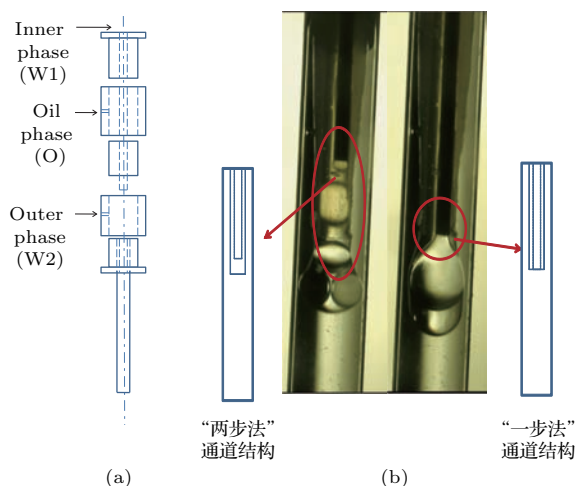 Inner
phase
(W1)
Oil
phase
(O)
Outer
phase
(W2)
“两步法”
通道结构
“一步法”
通道结构
(a)
(b)